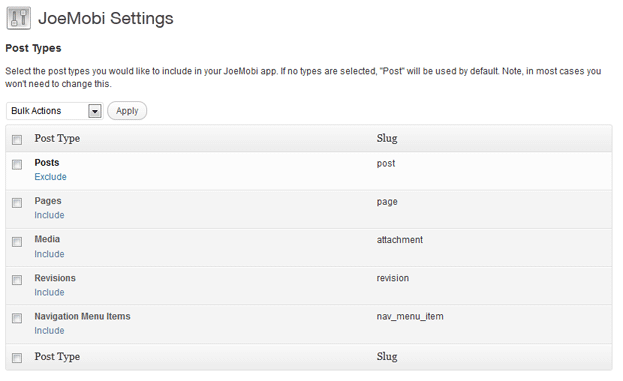 JoeMobi Settings
Post Types
Select the post types you would like to include in your JoeMobi app. If no types are selected, "Post" will be used by default. Note, in most cases you
won't need to change this.
Bulk Actions Apply
Post Type Slug
Posts post
Exclude
Pages page
Include
Media attachment
Include
Revisions revision
Include
Navigation Menu Items nav_menu_item
Include
Post Type Slug